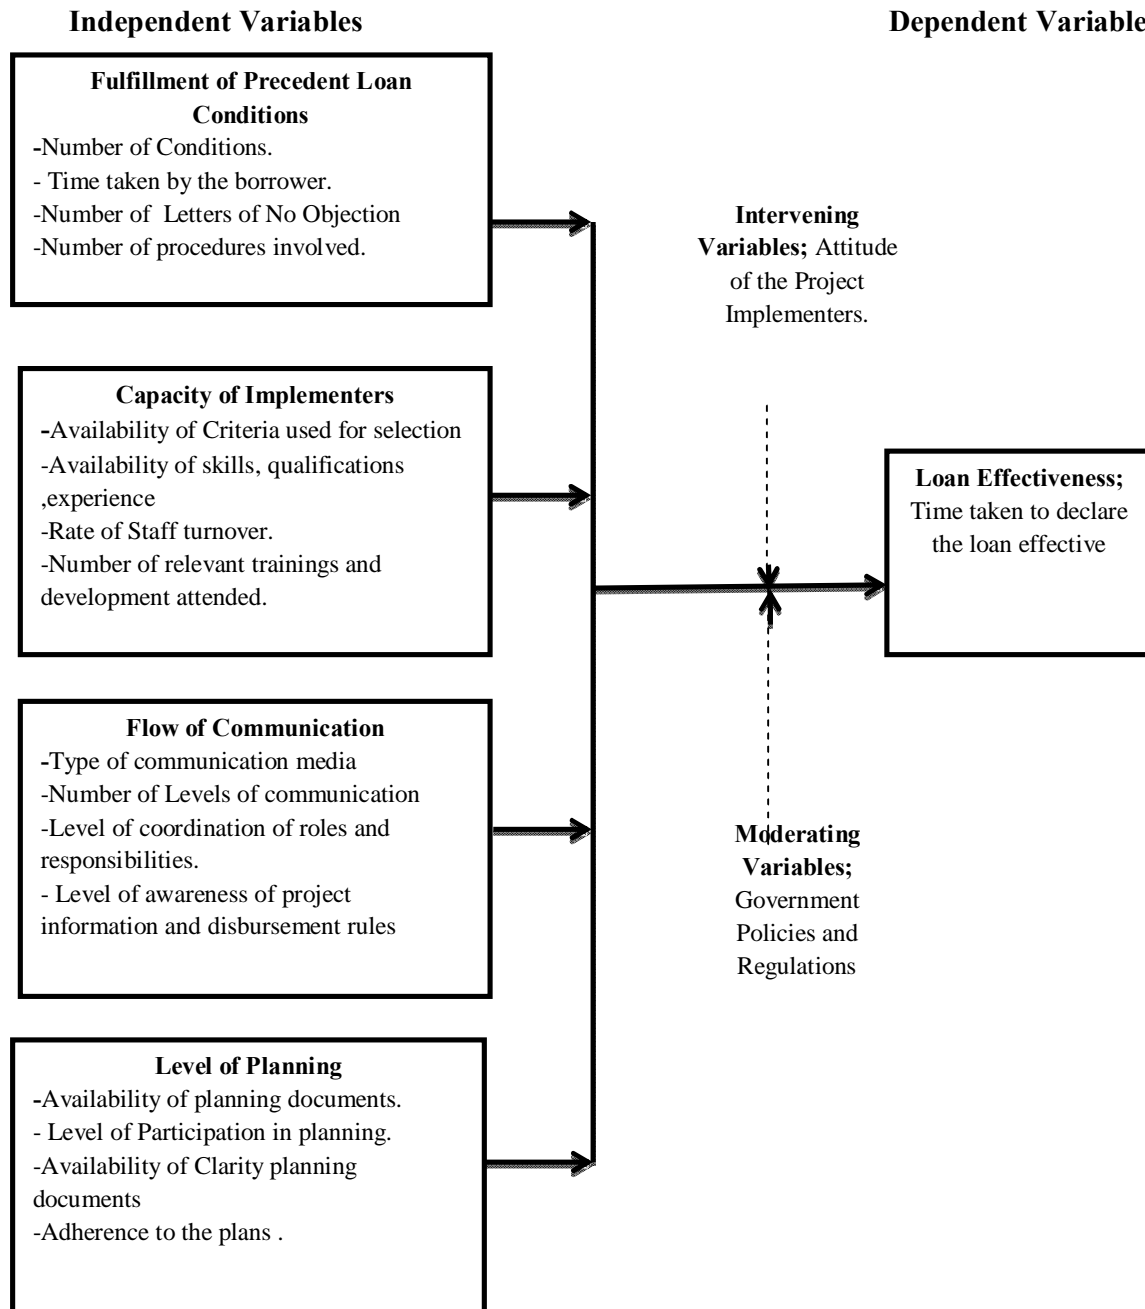 Independent Variables
Dependent Variable
Fulfillment of Precedent Loan
Conditions
-Number of Conditions.
- Time taken by the borrower.
-Number of Letters of No Objection
-Number of procedures involved.
Intervening
Variables; Attitude
of the Project
Implementers.
Capacity of Implementers
-Availability of Criteria used for selection
-Availability of skills, qualifications
,experience
-Rate of Staff turnover.
-Number of relevant trainings and
development attended.
Loan Effectiveness;
Time taken to declare
the loan effective
Flow of Communication
-Type of communication media
-Number of Levels of communication
-Level of coordination of roles and
responsibilities.
- Level of awareness of project
information and disbursement rules
Moderating
Variables;
Government
Policies and
Regulations
Level of Planning
-Availability of planning documents.
- Level of Participation in planning.
-Availability of Clarity planning
documents
-Adherence to the plans .